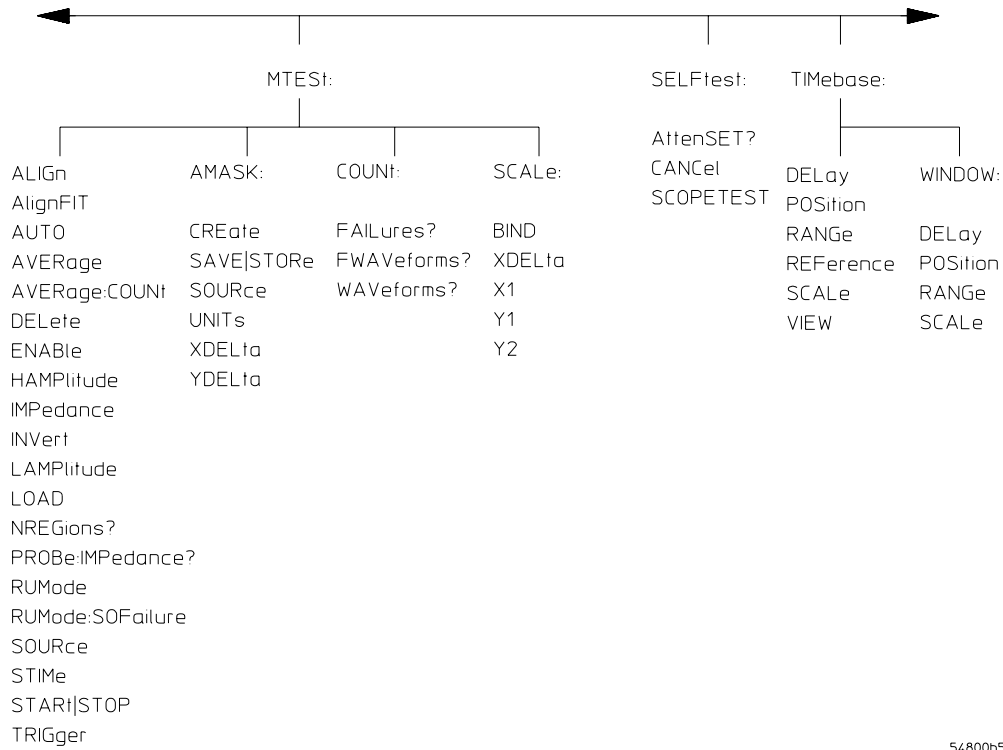 MTESt:
SELFtest:
TIMebase:
ALIGn
AlignFIT
AUTO
AVERage
AVERage:COUNt
DELete
ENABle
HAMPlitude
IMPedance
INVert
LAMPlitude
LOAD
NREGions?
PROBe:IMPedance?
RUMode
RUMode:SOFailure
SOURce
STIMe
STARt|STOP
TRIGger
AMASK:
CREate
SAVE|STORe
SOURce
UNITs
XDELta
YDELta
COUNt:
FAILures?
FWAVeforms?
WAVeforms?
SCALe:
BIND
XDELta
X1
Y1
Y2
AttenSET?
CANCel
SCOPETEST
DELay
POSition
RANGe
REFerence
SCALe
VIEW
WINDOW:
DELay
POSition
RANGe
SCALe